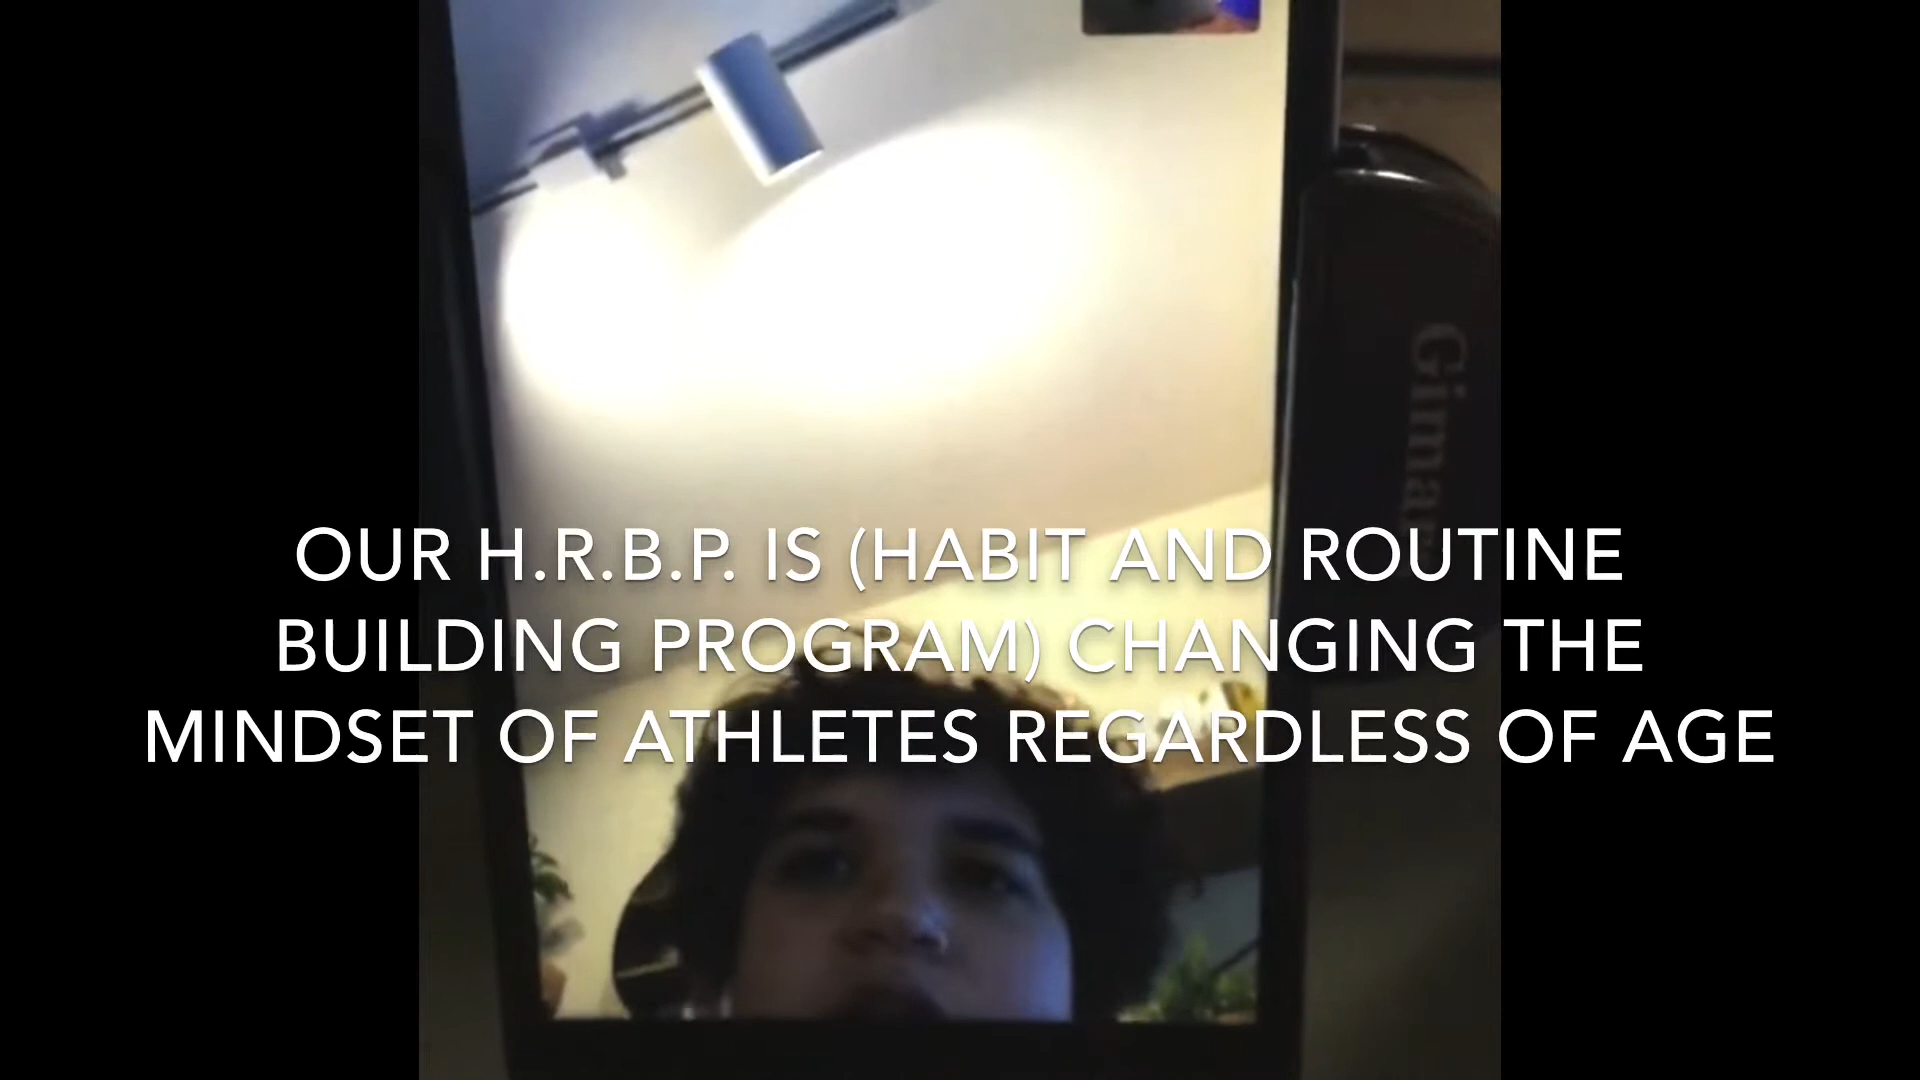 OUR H.R.B.P. IS (HABIT AND ROUTINE
BUILDING PROGRAM) CHANGING THE
MINDSET OF ATHLETES REGARDLESS OF AGE